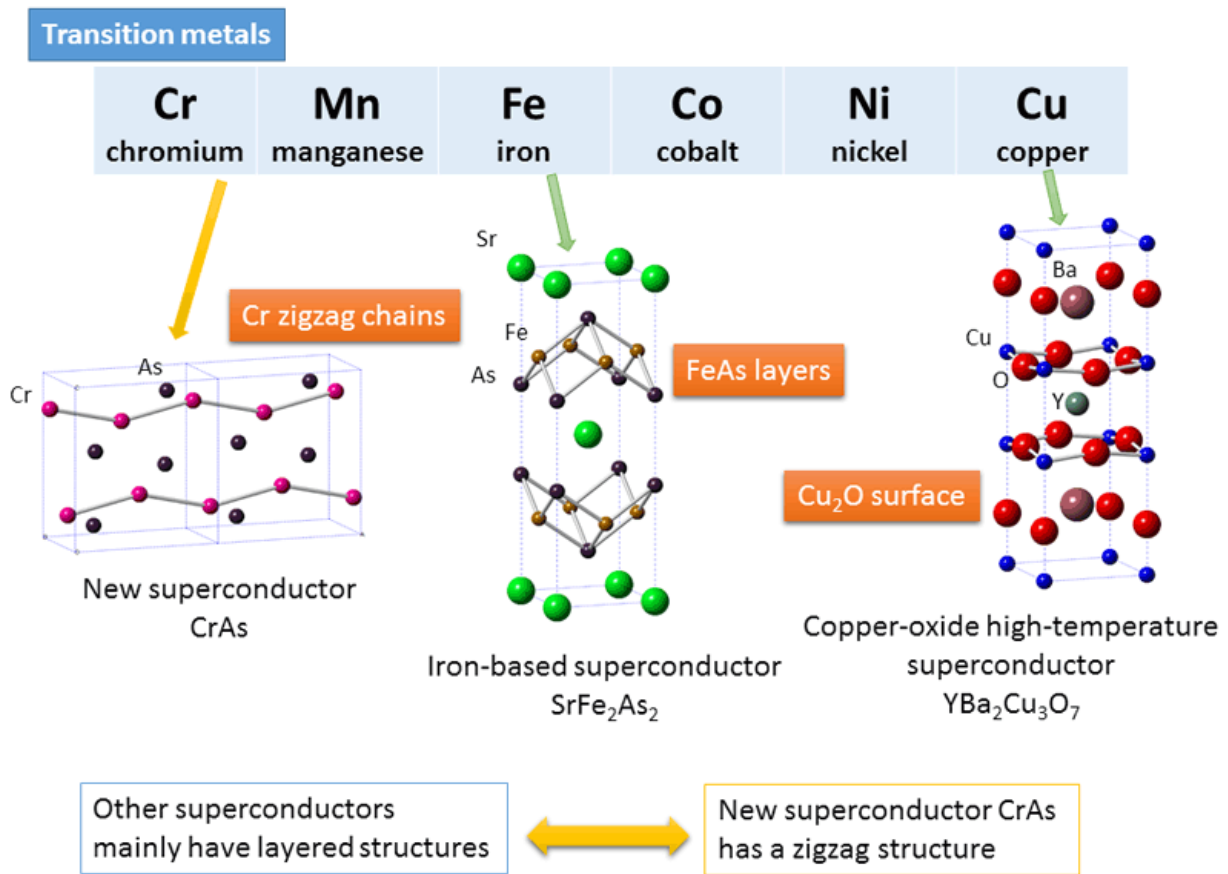 Transition metals
Cr
Mn
Fe
Co
Ni
Cu
chromium
manganese
iron
cobalt
nickel
copper
Sr
Ba
Cr zigzag chains
Fe
Cu
As
As
FeAs layers
O
Cr
Y
Cu₂O surface
New superconductor
CrAs
Iron-based superconductor
SrFe₂As₂
Copper-oxide high-temperature
superconductor
YBa₂Cu₃O₇
Other superconductors
mainly have layered structures
New superconductor CrAs
has a zigzag structure